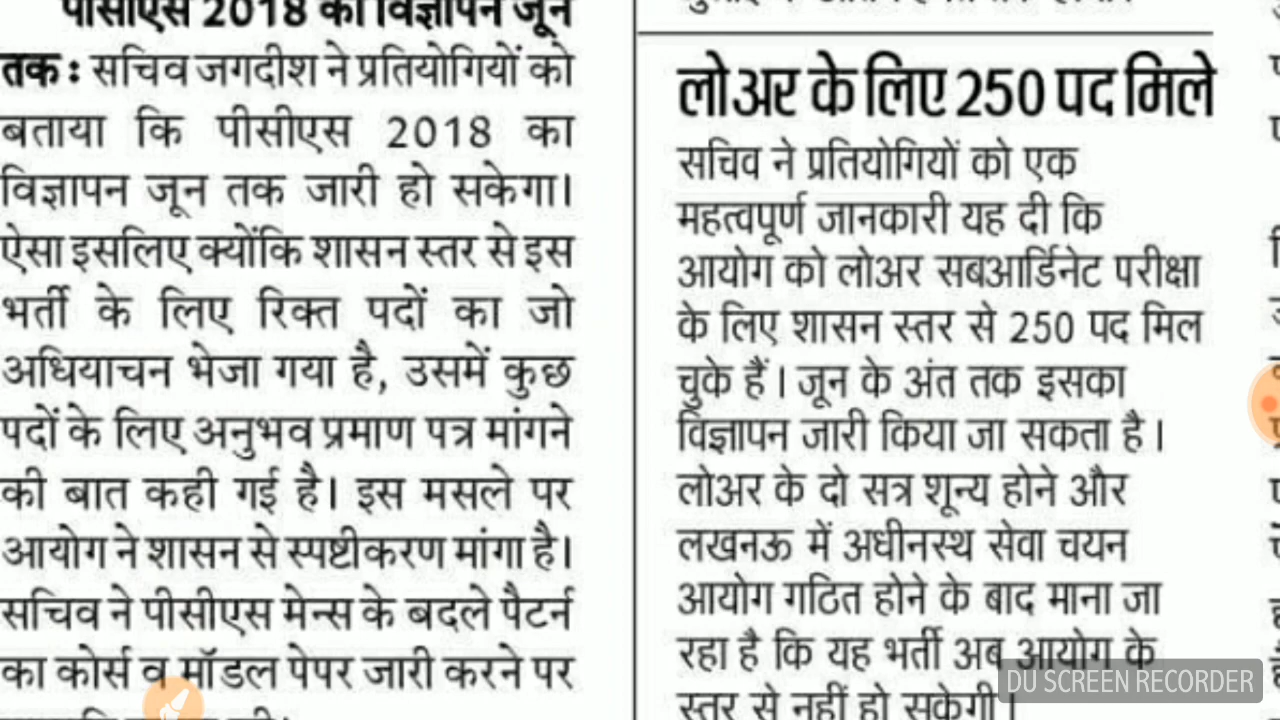 पीसीएस 2018 का विज्ञापन जून
तक : सचिव जगदीश ने प्रतियोगियों को
बताया कि पीसीएस 2018 का
विज्ञापन जून तक जारी हो सकेगा।
ऐसा इसलिए क्योंकि शासन स्तर से इस
भर्ती के लिए रिक्त पदों का जो
अधियाचन भेजा गया है, उसमें कुछ
पदों के लिए अनुभव प्रमाण पत्र मांगने
की बात कही गई है। इस मसले पर
आयोग ने शासन से स्पष्टीकरण मांगा है।
सचिव ने पीसीएस मेन्स के बदले पैटर्न
का कोर्स व मॉडल पेपर जारी करने पर
लोअर के लिए 250 पद मिले
सचिव ने प्रतियोगियों को एक
महत्वपूर्ण जानकारी यह दी कि
आयोग को लोअर सबआर्डिनेट परीक्षा
के लिए शासन स्तर से 250 पद मिल
चुके हैं। जून के अंत तक इसका
विज्ञापन जारी किया जा सकता है।
लोअर के दो सत्र शून्य होने और
लखनऊ में अधीनस्थ सेवा चयन
आयोग गठित होने के बाद माना जा
रहा है कि यह भर्ती अब आयोग के
स्तर से नहीं हो सकेगी।
DU SCREEN RECORDER